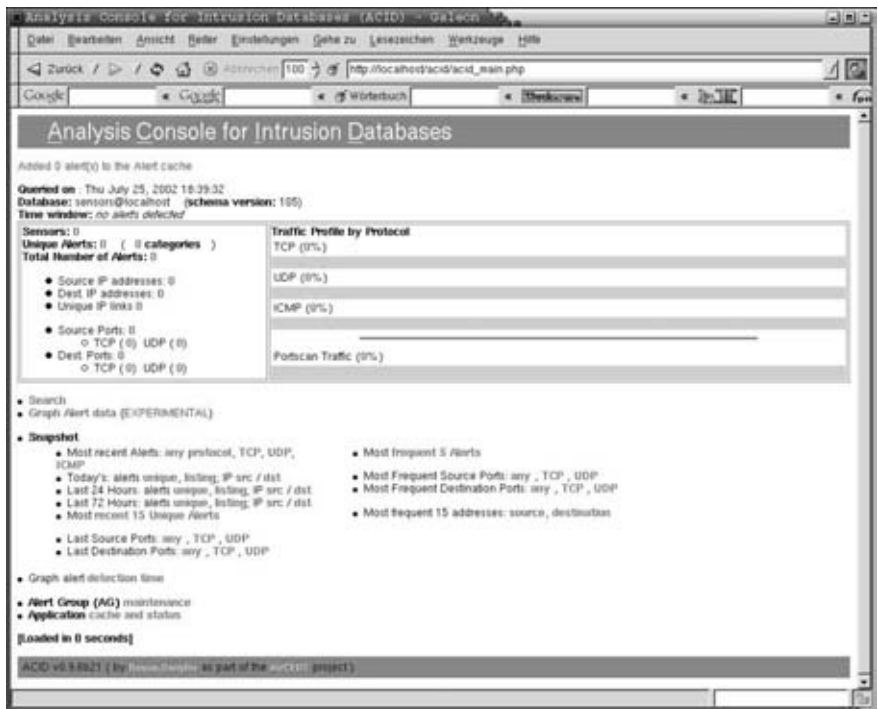 Analysis Console for Intrusion Databases (ACID) - Galeon
Datei Bearbeiten Ansicht Reiter Einstellungen Gehe zu Lesezeichen Werkzeuge Hilfe
Zurück Abbrechen 100 http://localhost/acid/acid_main.php
Google Google Wörterbuch
Analysis Console for Intrusion Databases
Added 0 alert(s) to the Alert cache
Queried on : Thu July 25, 2002 18:39:32
Database: sensors@localhost (schema version: 105)
Time window: no alerts detected
Sensors: 0
Unique Alerts: 0 ( 0 categories )
Total Number of Alerts: 0
Source IP addresses: 0
Dest. IP addresses: 0
Unique IP links 0
Source Ports: 0
TCP ( 0) UDP ( 0)
Dest. Ports: 0
TCP ( 0) UDP ( 0)
Traffic Profile by Protocol
TCP (0%)
UDP (0%)
ICMP (0%)
Portscan Traffic (0%)
Search
Graph Alert data (EXPERIMENTAL)
Snapshot
Most recent Alerts: any protocol, TCP, UDP,
ICMP
Today's: alerts unique, listing; IP src / dst
Last 24 Hours: alerts unique, listing; IP src / dst
Last 72 Hours: alerts unique, listing; IP src / dst
Most recent 15 Unique Alerts
Last Source Ports: any , TCP , UDP
Last Destination Ports: any , TCP , UDP
Most frequent 5 Alerts
Most Frequent Source Ports: any , TCP , UDP
Most Frequent Destination Ports: any , TCP , UDP
Most frequent 15 addresses: source, destination
Graph alert detection time
Alert Group (AG) maintenance
Application cache and status
[Loaded in 0 seconds]
ACID v0.9.6b21 ( by as part of the project )